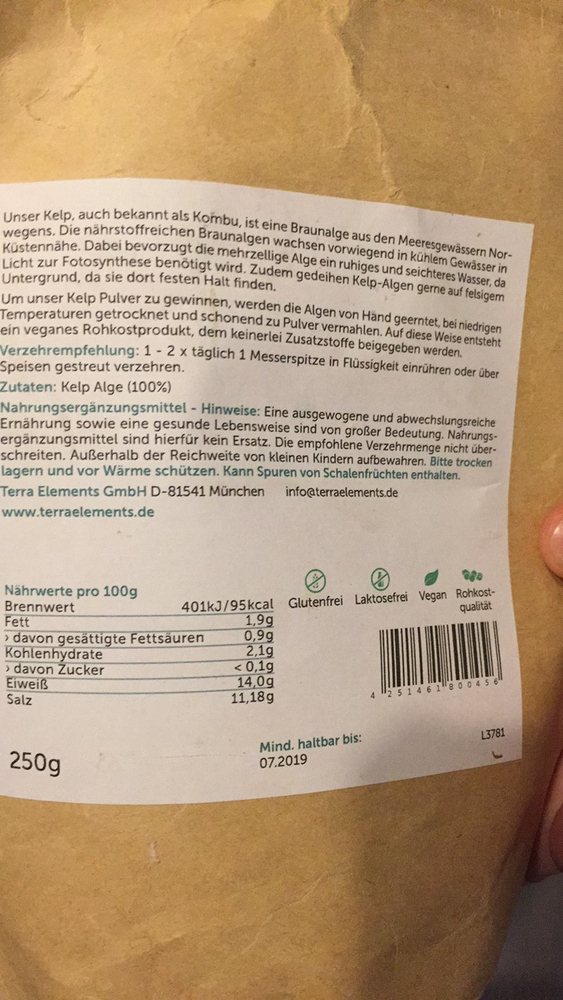 Unser Kelp, auch bekannt als Kombu, ist eine Braunalge aus den Meeresgewässern Nor-
wegens. Die nährstoffreichen Braunalgen wachsen vorwiegend in kühlem Gewässer in
Küstennähe. Dabei bevorzugt die mehrzellige Alge ein ruhiges und seichteres Wasser, da
Licht zur Fotosynthese benötigt wird. Zudem gedeihen Kelp-Algen gerne auf felsigem
Untergrund, da sie dort festen Halt finden.
Um unser Kelp Pulver zu gewinnen, werden die Algen von Hand geerntet, bei niedrigen
Temperaturen getrocknet und schonend zu Pulver vermahlen. Auf diese Weise entsteht
ein veganes Rohkostprodukt, dem keinerlei Zusatzstoffe beigegeben werden.
Verzehrempfehlung: 1 - 2 x täglich 1 Messerspitze in Flüssigkeit einrühren oder über
Speisen gestreut verzehren.
Zutaten: Kelp Alge (100%)
Nahrungsergänzungsmittel - Hinweise: Eine ausgewogene und abwechslungsreiche
Ernährung sowie eine gesunde Lebensweise sind von großer Bedeutung. Nahrungs-
ergänzungsmittel sind hierfür kein Ersatz. Die empfohlene Verzehrmenge nicht über-
schreiten. Außerhalb der Reichweite von kleinen Kindern aufbewahren. Bitte trocken
lagern und vor Wärme schützen. Kann Spuren von Schalenfrüchten enthalten.
Terra Elements GmbH D-81541 München info@terraelements.de
www.terraelements.de
Nährwerte pro 100g
Brennwert 401kJ/95kcal
Fett 1,9g
> davon gesättigte Fettsäuren 0,9g
Kohlenhydrate 2,1g
> davon Zucker < 0,1g
Eiweiß 14,0g
Salz 11,18g
Glutenfrei Laktosefrei Vegan Rohkost-
qualität
4 251461 800456
250g
Mind. haltbar bis:
07.2019
L3781